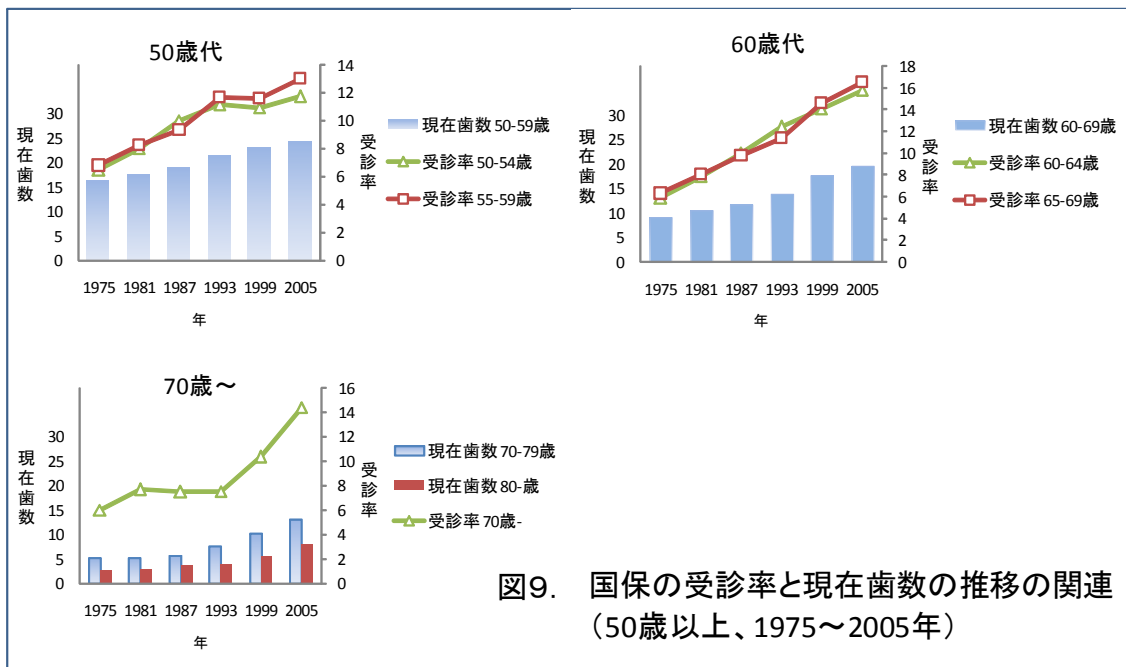 50歳代
現在歯数
30
25
20
15
10
5
0
14
12
10
8
6
4
2
0
受診率
1975 1981 1987 1993 1999 2005
年
現在歯数 50-59歳
受診率 50-54歳
受診率 55-59歳
60歳代
現在歯数
30
25
20
15
10
5
0
18
16
14
12
10
8
6
4
2
0
受診率
1975 1981 1987 1993 1999 2005
年
現在歯数 60-69歳
受診率 60-64歳
受診率 65-69歳
70歳～
現在歯数
30
25
20
15
10
5
0
16
14
12
10
8
6
4
2
0
受診率
1975 1981 1987 1993 1999 2005
年
現在歯数 70-79歳
現在歯数 80-歳
受診率 70歳-
図9. 国保の受診率と現在歯数の推移の関連
（50歳以上、1975～2005年）